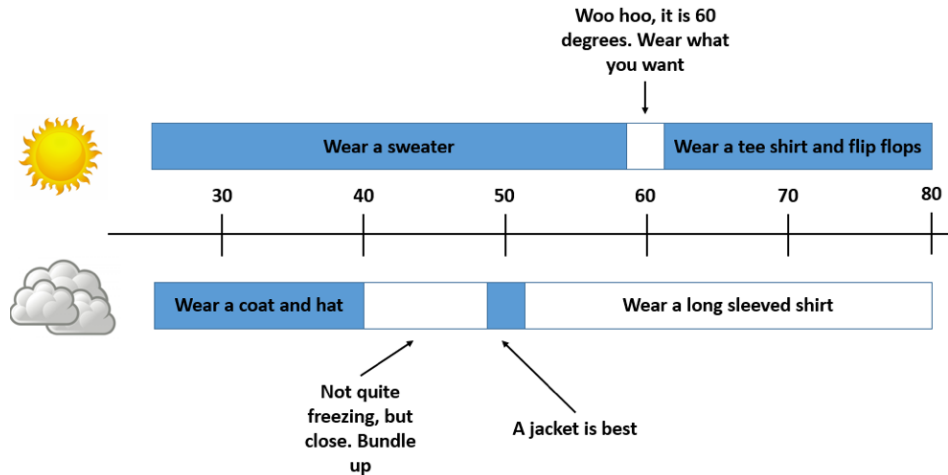 Woo hoo, it is 60
degrees. Wear what
you want
Wear a sweater
Wear a tee shirt and flip flops
30 40 50 60 70 80
Wear a coat and hat
Wear a long sleeved shirt
Not quite
freezing, but
close. Bundle
up
A jacket is best